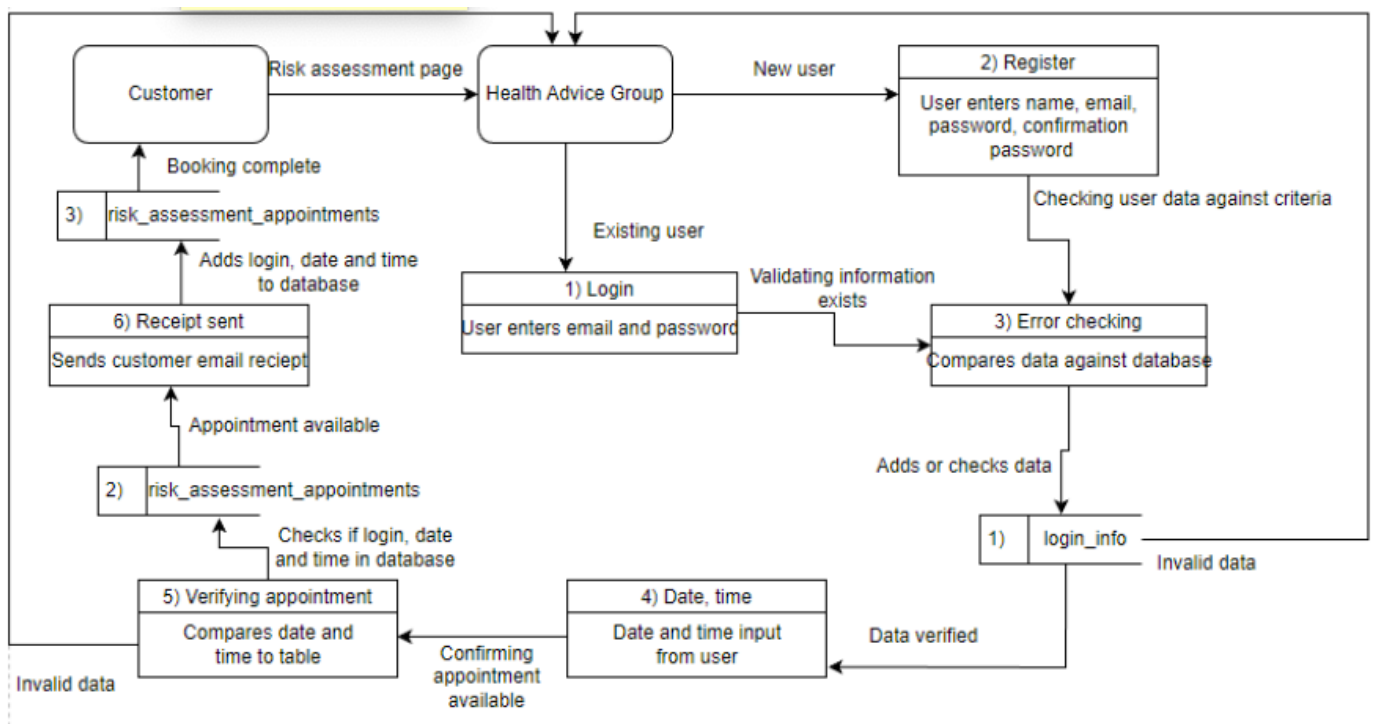 Customer
Risk assessment page
Health Advice Group
New user
2) Register
User enters name, email,
password, confirmation
password
Checking user data against criteria
Booking complete
3)
risk_assessment_appointments
Existing user
Adds login, date and time
to database
1) Login
User enters email and password
Validating information
exists
6) Receipt sent
Sends customer email reciept
3) Error checking
Compares data against database
Appointment available
Adds or checks data
2)
risk_assessment_appointments
Checks if login, date
and time in database
1)
login_info
Invalid data
5) Verifying appointment
Compares date and
time to table
4) Date, time
Date and time input
from user
Data verified
Confirming
appointment
available
Invalid data